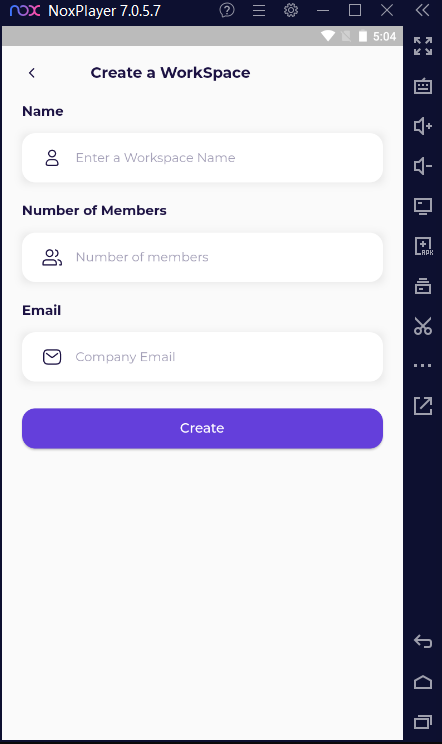 nox NoxPlayer 7.0.5.7
5:04
Create a WorkSpace
Name
Enter a Workspace Name
Number of Members
Number of members
Email
Company Email
Create
APK